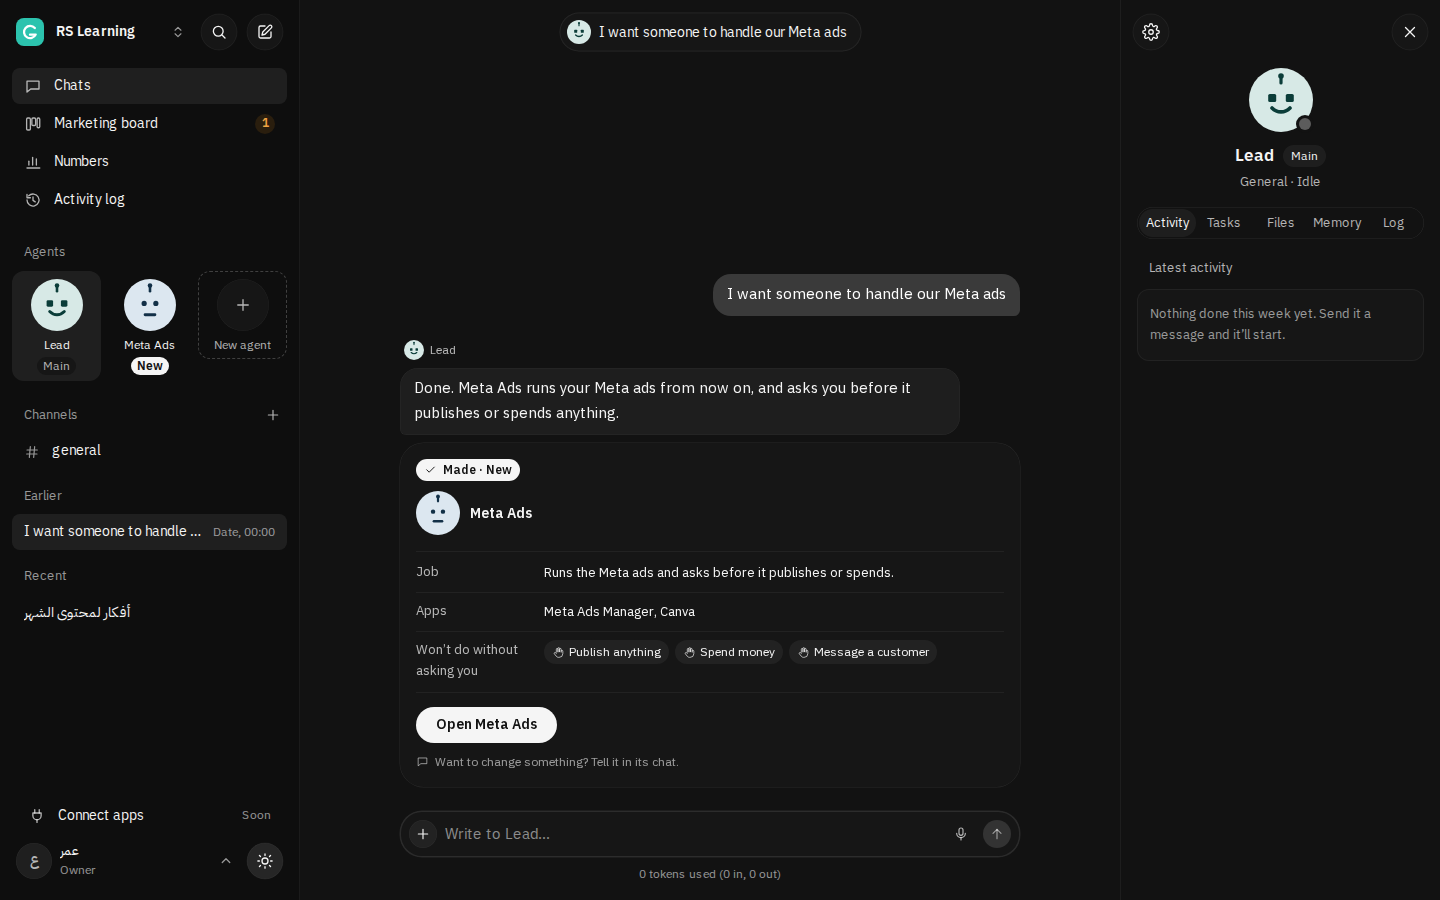 RS Learning
Chats
Marketing board 1
Numbers
Activity log
Agents
Lead
Main
Meta Ads
New
New agent
Channels
general
Earlier
I want someone to handle ... Date, 00:00
Recent
أفكار لمحتوى الشهر
Connect apps Soon
ع
عمر
Owner
I want someone to handle our Meta ads
I want someone to handle our Meta ads
Lead
Done. Meta Ads runs your Meta ads from now on, and asks you before it
publishes or spends anything.
Made · New
Meta Ads
Job Runs the Meta ads and asks before it publishes or spends.
Apps Meta Ads Manager, Canva
Won't do without
asking you
Publish anything Spend money Message a customer
Open Meta Ads
Want to change something? Tell it in its chat.
Write to Lead...
0 tokens used (0 in, 0 out)
Lead Main
General · Idle
Activity Tasks Files Memory Log
Latest activity
Nothing done this week yet. Send it a
message and it'll start.